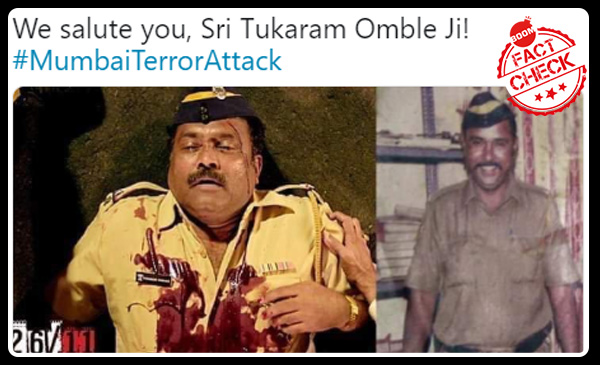 We salute you, Sri Tukaram Omble Ji!
#MumbaiTerrorAttack
BOOM
FACT
CHECK
26/11